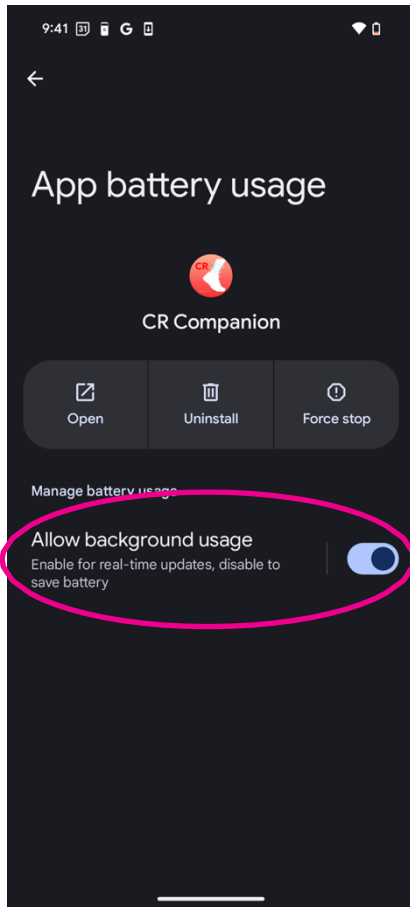 9:41 31 G
App battery usage
CR
CR Companion
Open Uninstall Force stop
Manage battery usage
Allow background usage
Enable for real-time updates, disable to
save battery